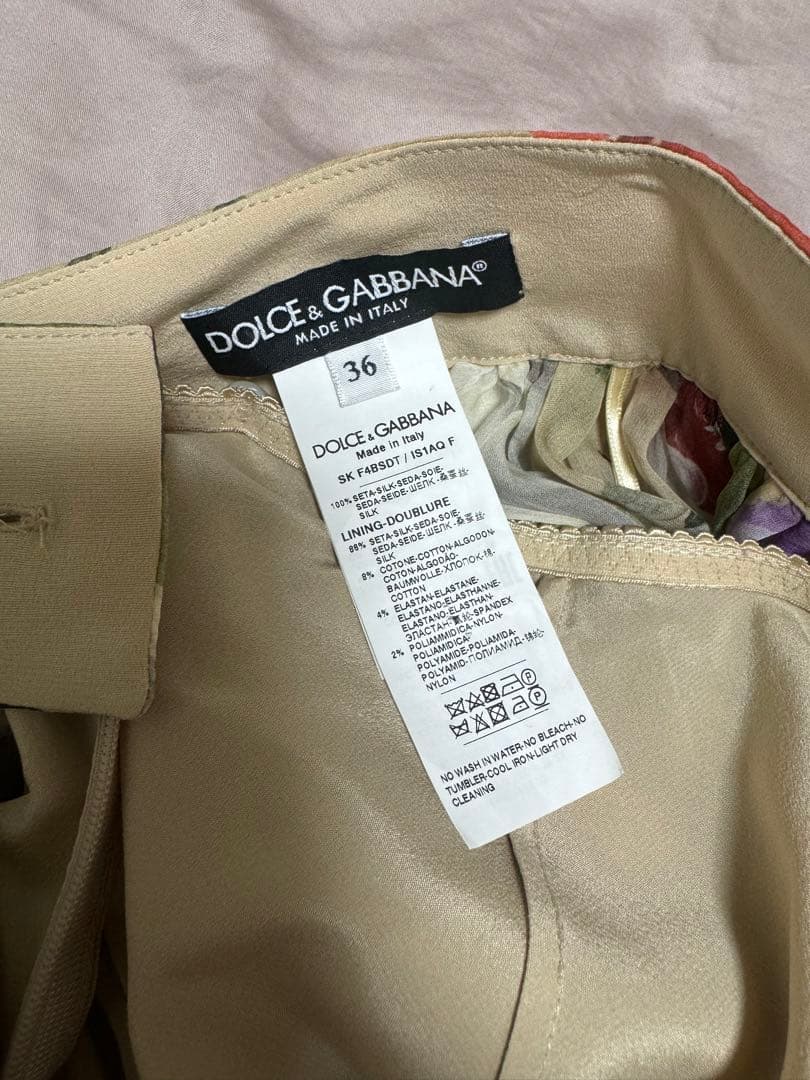 DOLCE & GABBANA®
MADE IN ITALY
36
DOLCE & GABBANA
Made in Italy
SK F4BSDT / IS1AQ F
100% SETA-SILK-SEDA-SOIE-
SEDA-SEIDE-ШЕЛК-桑蚕丝-
SILK
LINING-DOUBLURE
86% SETA-SILK-SEDA-SOIE-
SEDA-SEIDE-ШЕЛК-桑蚕丝-
SILK
8% COTONE-COTTON-ALGODON-
COTON-ALGODÃO-
BAUMWOLLE-ХЛОПОК-棉-
COTTON
4% ELASTAN-ELASTANE-
ELASTANO-ELASTHANNE-
ELASTANO-ELASTHAN-
ЭЛАСТАН-氨纶-SPANDEX
2% POLIAMMIDICA-NYLON-
POLIAMIDICA-
POLYAMIDE-POLIAMIDA-
POLYAMID-ПОЛИАМИД-锦纶-
NYLON
P
P
NO WASH IN WATER-NO BLEACH-NO
TUMBLER-COOL IRON-LIGHT DRY
CLEANING